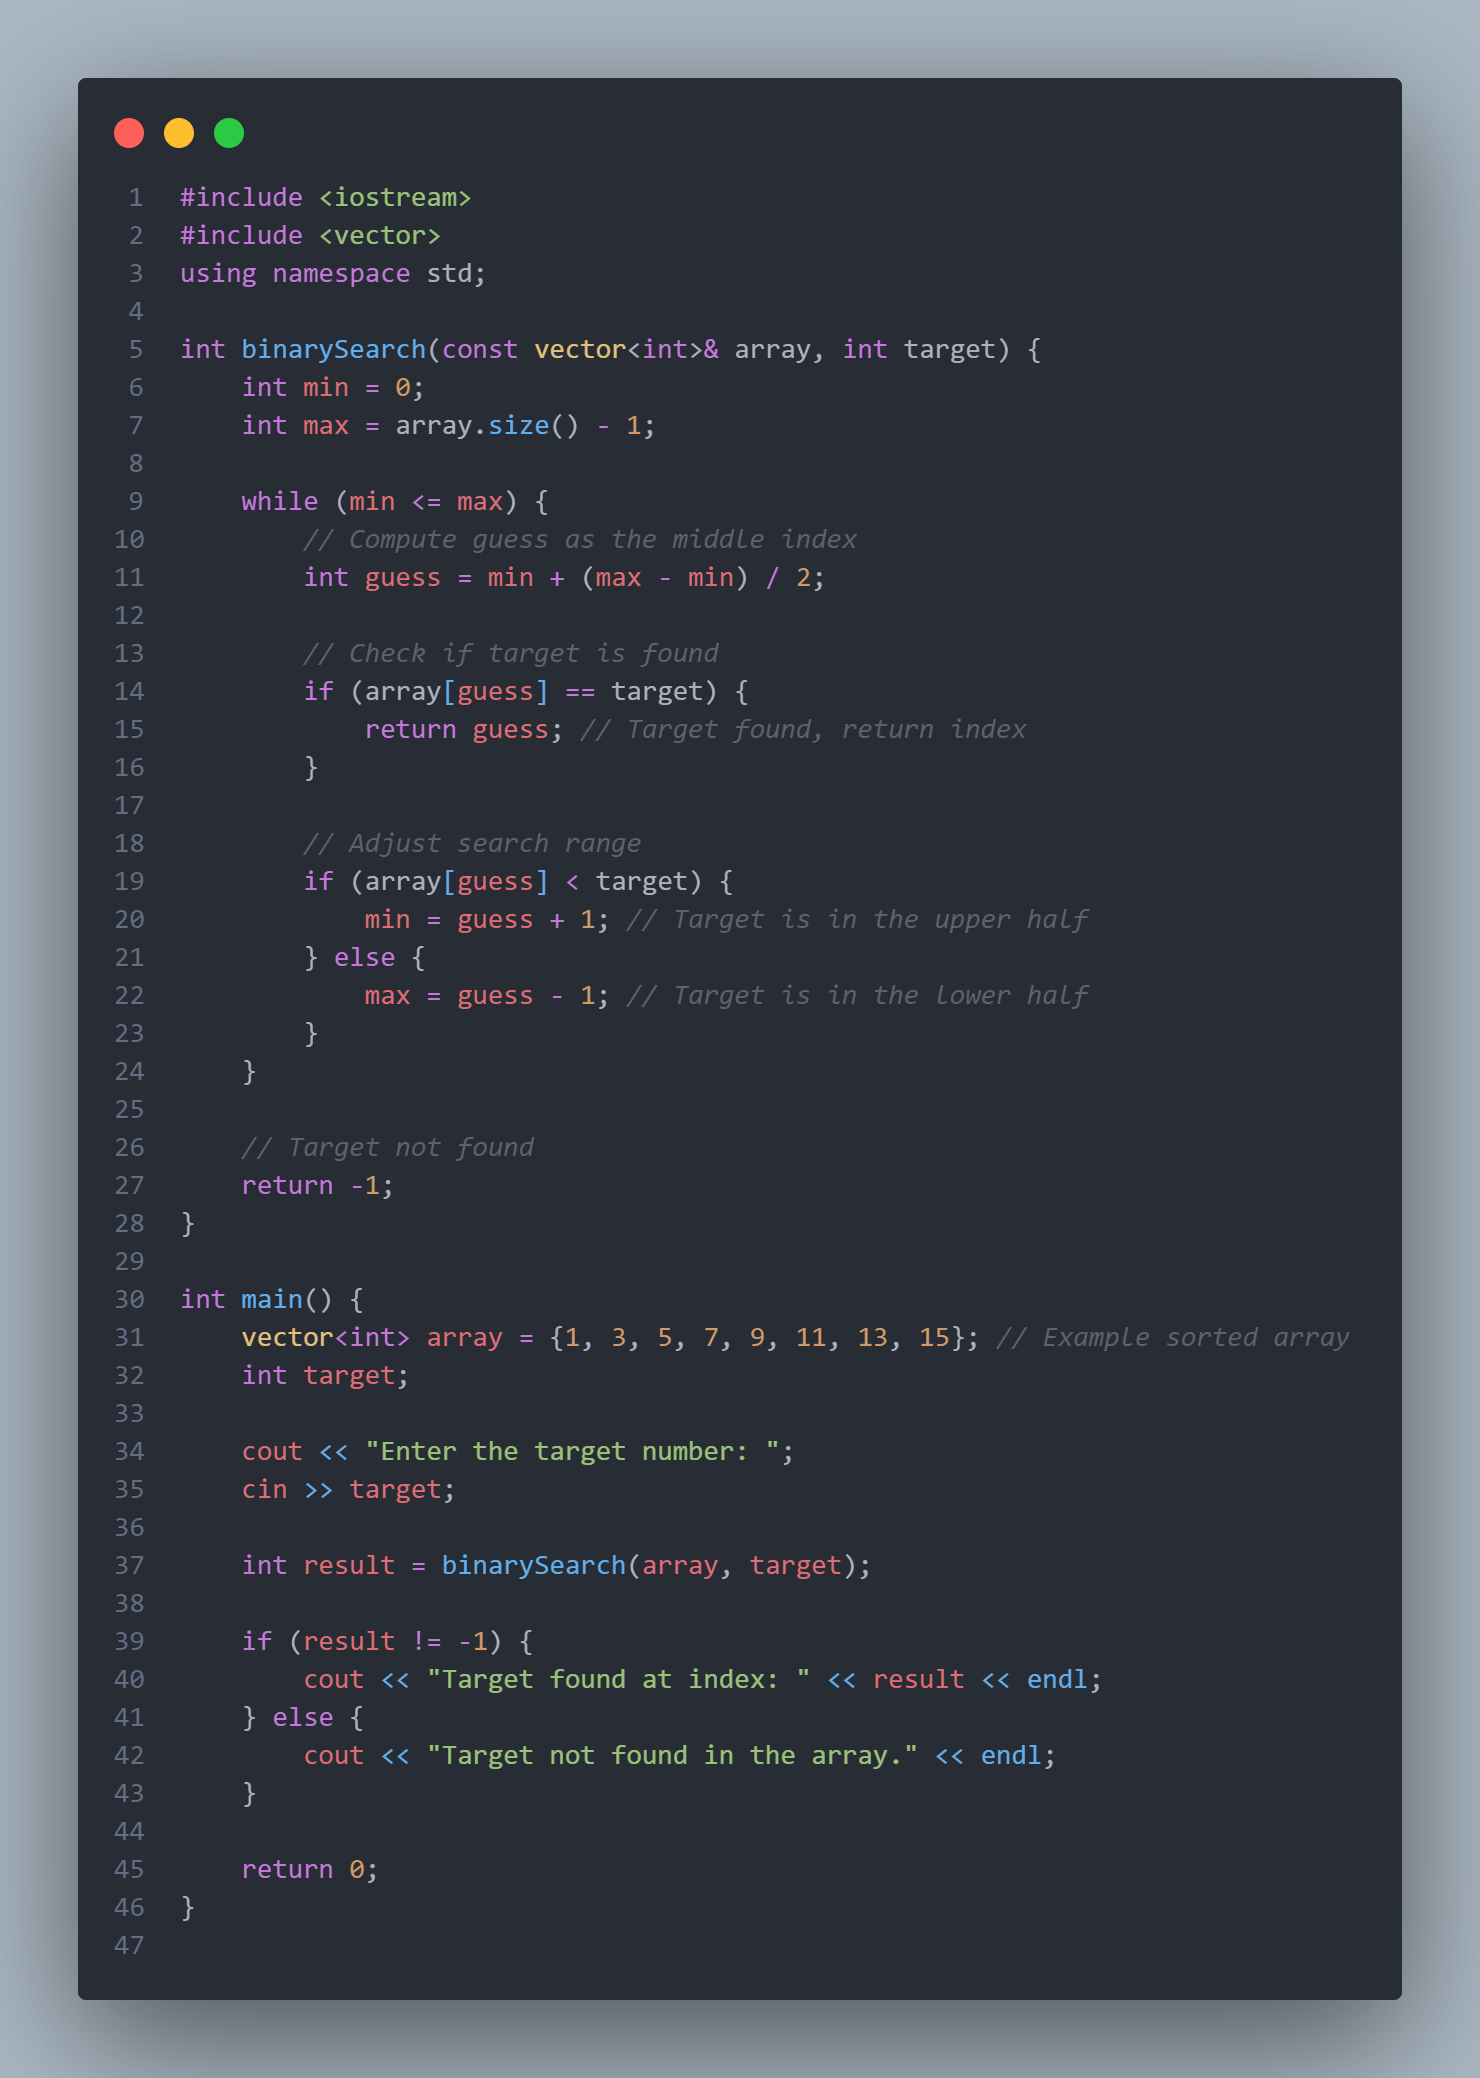 1 #include <iostream>
2 #include <vector>
3 using namespace std;
4
5 int binarySearch(const vector<int>& array, int target) {
6     int min = 0;
7     int max = array.size() - 1;
8
9     while (min <= max) {
10         // Compute guess as the middle index
11         int guess = min + (max - min) / 2;
12
13         // Check if target is found
14         if (array[guess] == target) {
15             return guess; // Target found, return index
16         }
17
18         // Adjust search range
19         if (array[guess] < target) {
20             min = guess + 1; // Target is in the upper half
21         } else {
22             max = guess - 1; // Target is in the lower half
23         }
24     }
25
26     // Target not found
27     return -1;
28 }
29
30 int main() {
31     vector<int> array = {1, 3, 5, 7, 9, 11, 13, 15}; // Example sorted array
32     int target;
33
34     cout << "Enter the target number: ";
35     cin >> target;
36
37     int result = binarySearch(array, target);
38
39     if (result != -1) {
40         cout << "Target found at index: " << result << endl;
41     } else {
42         cout << "Target not found in the array." << endl;
43     }
44
45     return 0;
46 }
47